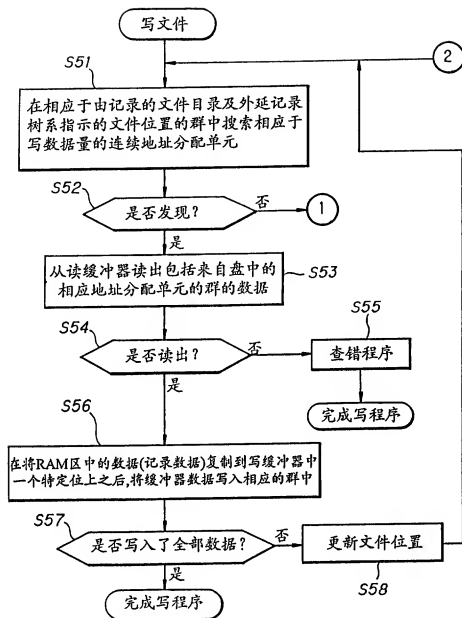 写文件
2
S51
在相应于由记录的文件目录及外延记录
树系指示的文件位置的群中搜索相应于
写数据量的连续地址分配单元
S52
是否发现?
否
1
是
从读缓冲器读出包括来自盘中的
相应地址分配单元的群的数据
S53
S54
是否读出?
否
S55
查错程序
是
完成写程序
S56
在将RAM区中的数据(记录数据)复制到写缓冲器中
一个特定位上之后,将缓冲器数据写入相应的群中
S57
是否写入了全部数据?
否
更新文件位置
S58
是
完成写程序